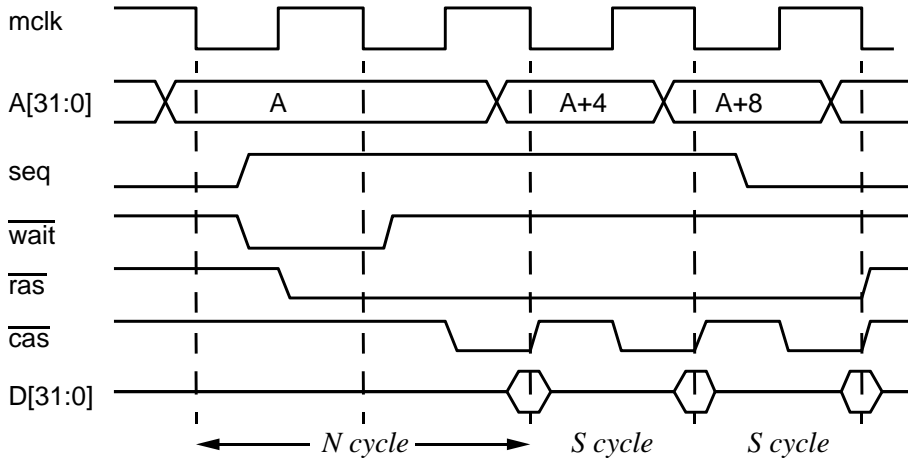 mclk
A[31:0] A A+4 A+8
seq
wait
ras
cas
D[31:0]
N cycle S cycle S cycle